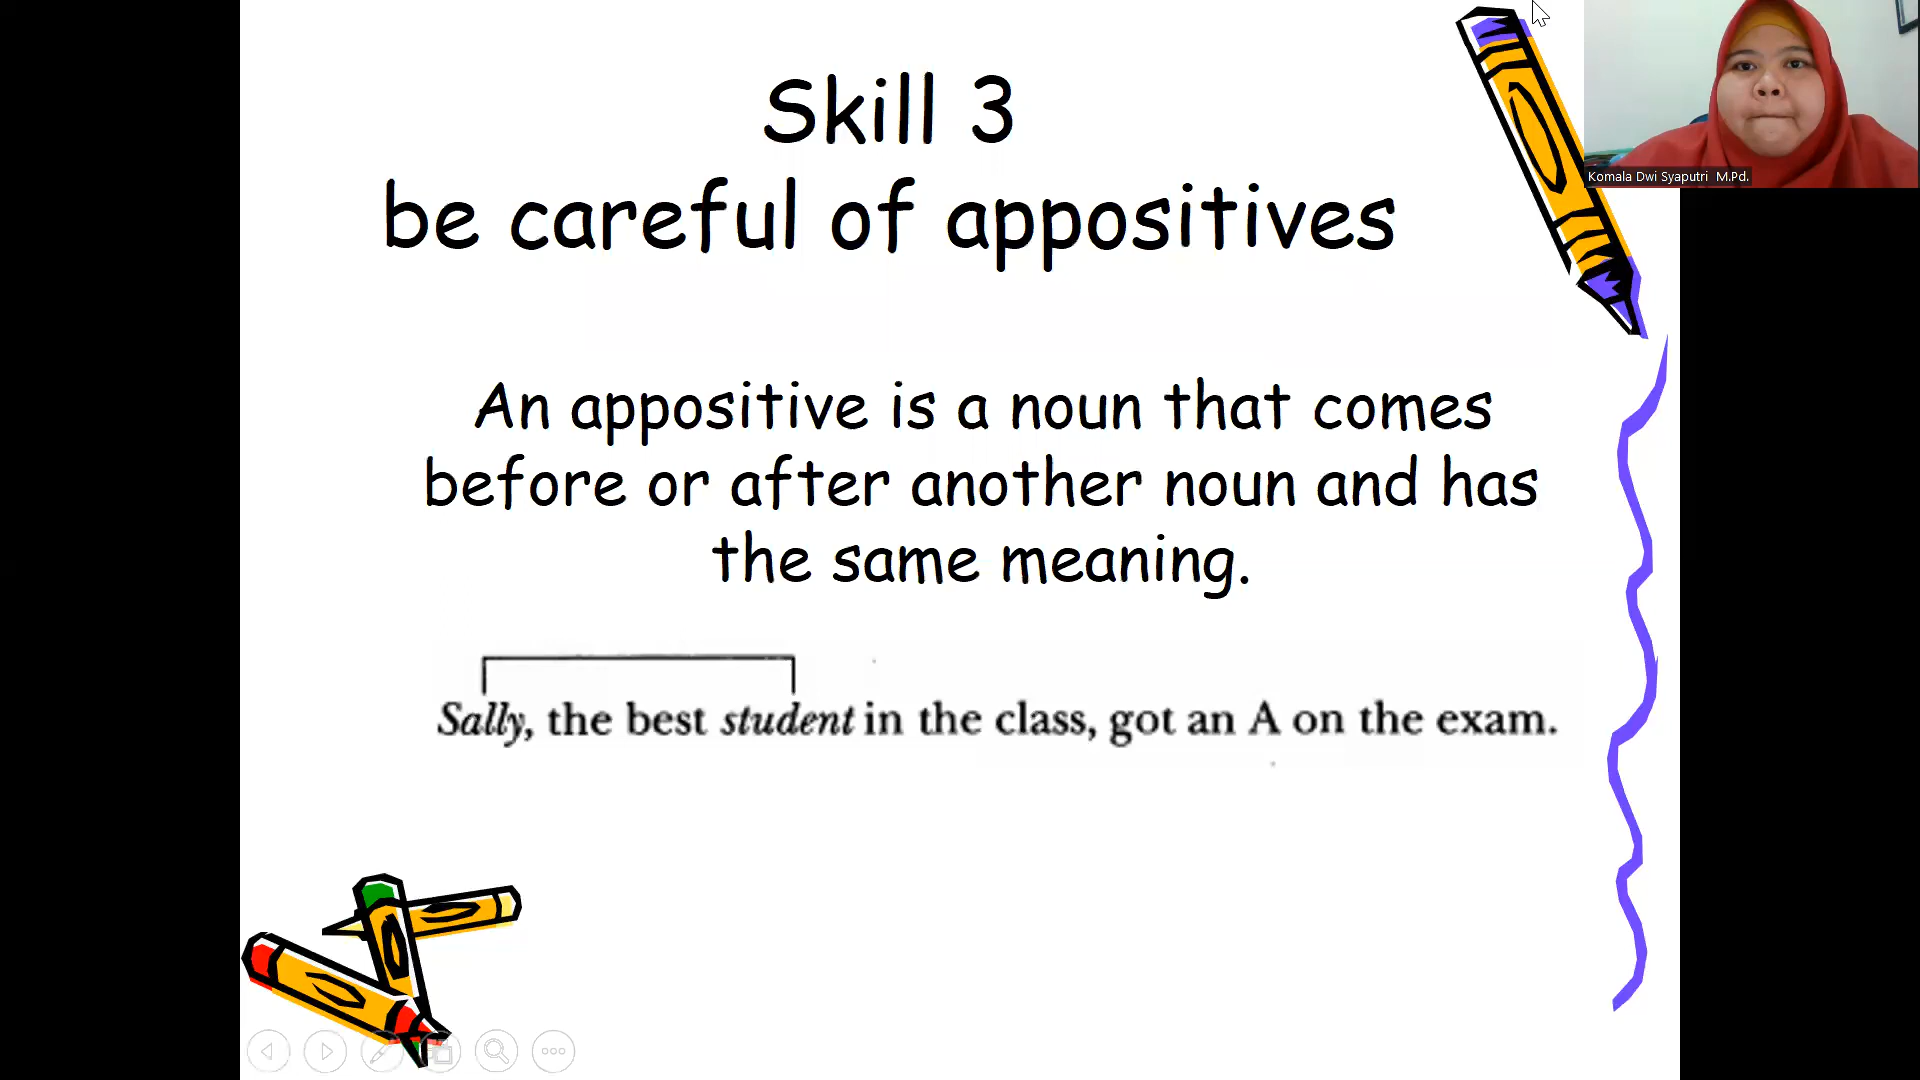 Skill 3
be careful of appositives
Komala Dwi Syaputri M.Pd.
An appositive is a noun that comes
before or after another noun and has
the same meaning.
Sally, the best student in the class, got an A on the exam.